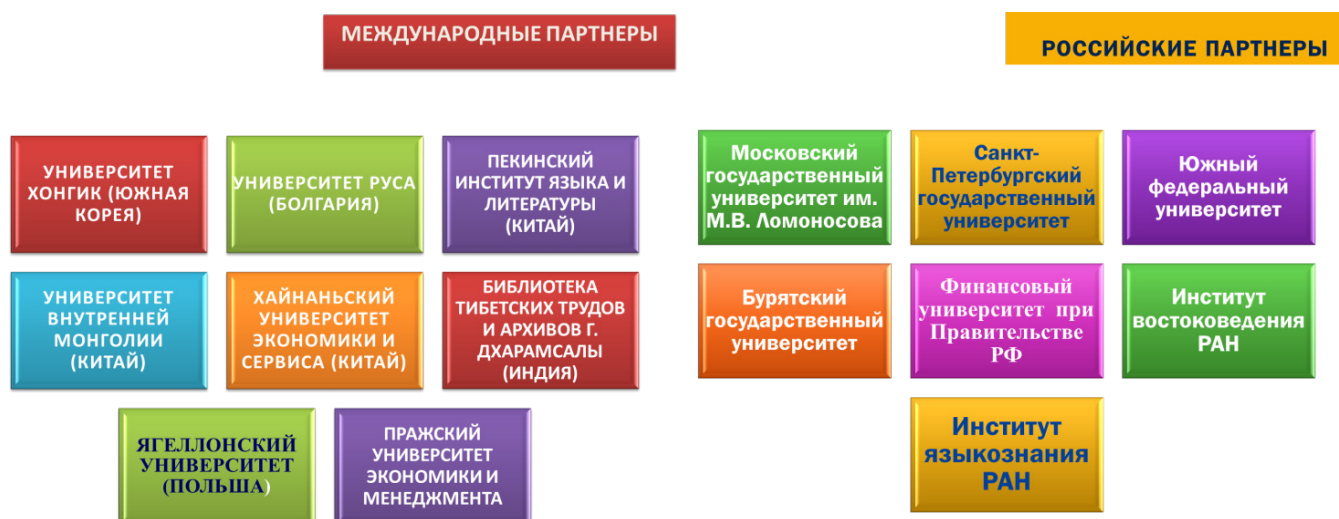 МЕЖДУНАРОДНЫЕ ПАРТНЕРЫ
УНИВЕРСИТЕТ
ХОНГИК (ЮЖНАЯ
КОРЕЯ)
УНИВЕРСИТЕТ РУСА
(БОЛГАРИЯ)
ПЕКИНСКИЙ
ИНСТИТУТ ЯЗЫКА И
ЛИТЕРАТУРЫ
(КИТАЙ)
УНИВЕРСИТЕТ
ВНУТРЕННЕЙ
МОНГОЛИИ
(КИТАЙ)
ХАЙНАНЬСКИЙ
УНИВЕРСИТЕТ
ЭКОНОМИКИ И
СЕРВИСА (КИТАЙ)
БИБЛИОТЕКА
ТИБЕТСКИХ ТРУДОВ
И АРХИВОВ Г.
ДХАРАМСАЛЫ
(ИНДИЯ)
ЯГЕЛЛОНСКИЙ
УНИВЕРСИТЕТ
(ПОЛЬША)
ПРАЖСКИЙ
УНИВЕРСИТЕТ
ЭКОНОМИКИ И
МЕНЕДЖМЕНТА
РОССИЙСКИЕ ПАРТНЕРЫ
Московский
государственный
университет им.
М.В. Ломоносова
Санкт-
Петербургский
государственный
университет
Южный
федеральный
университет
Бурятский
государственный
университет
Финансовый
университет при
Правительстве
РФ
Институт
востоковедения
РАН
Институт
языкознания
РАН